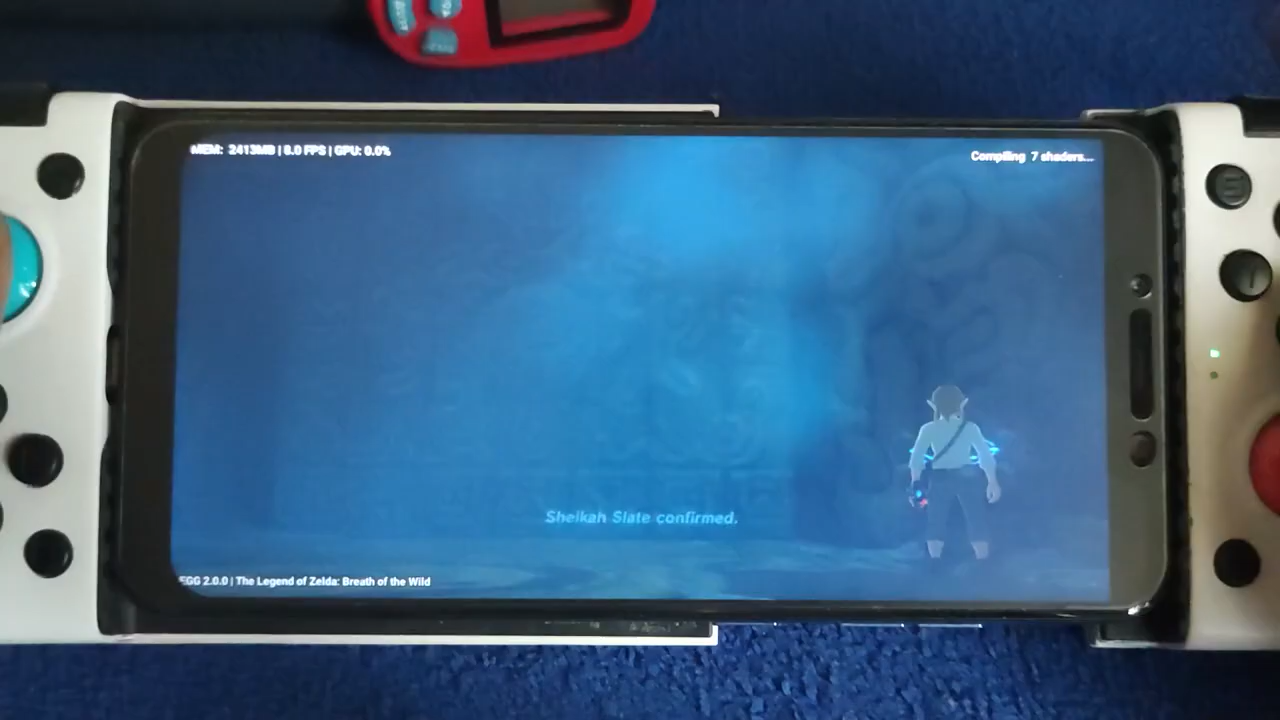 MEM: 2413MB | 8.0 FPS | GPU: 0.0%
Compiling 7 shaders...
Sheikah Slate confirmed.
EGG 2.0.0 | The Legend of Zelda: Breath of the Wild